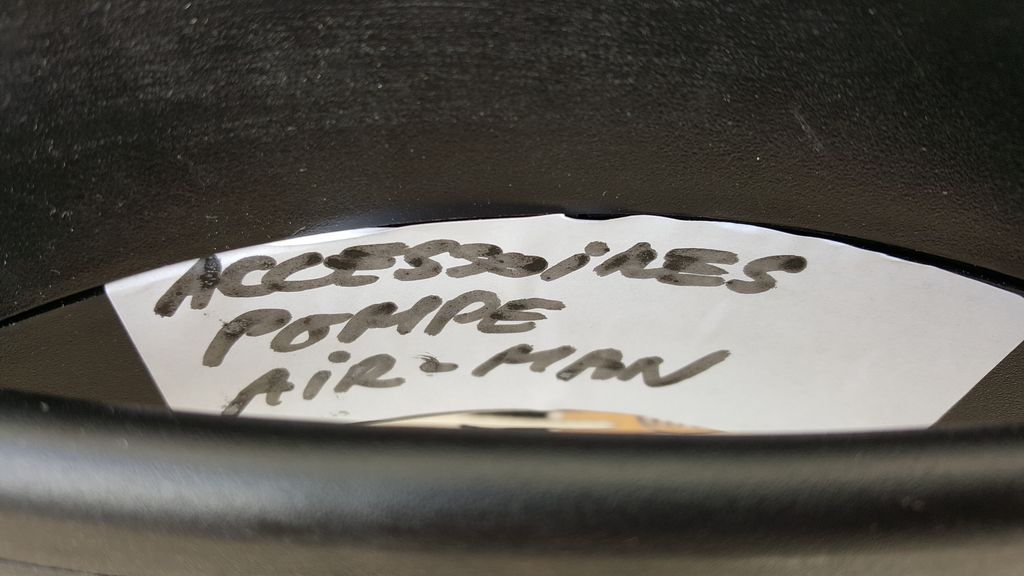 ACCESSOiRES
POMPE
AiR-MAN